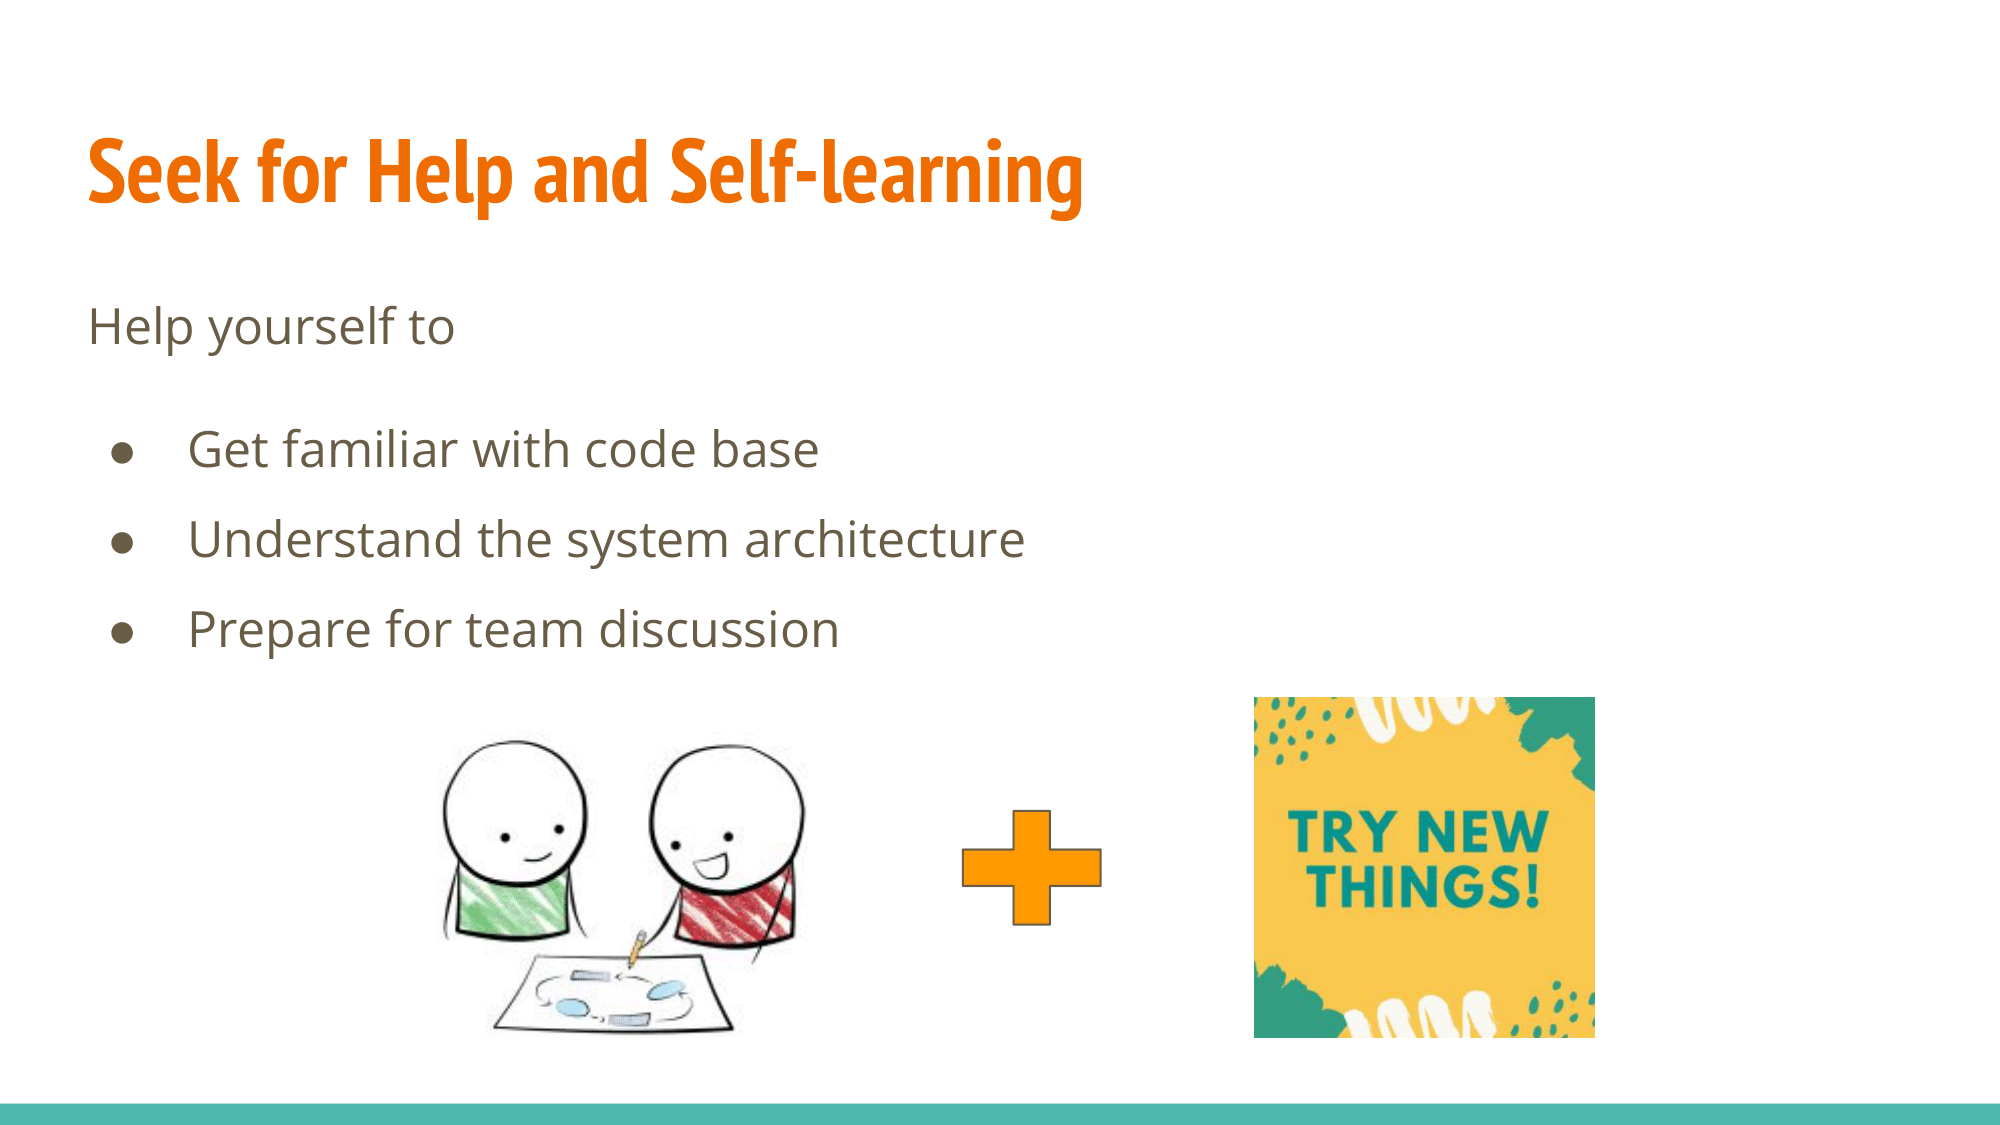 Seek for Help and Self-learning
Help yourself to
● Get familiar with code base
● Understand the system architecture
● Prepare for team discussion
TRY NEW
THINGS!